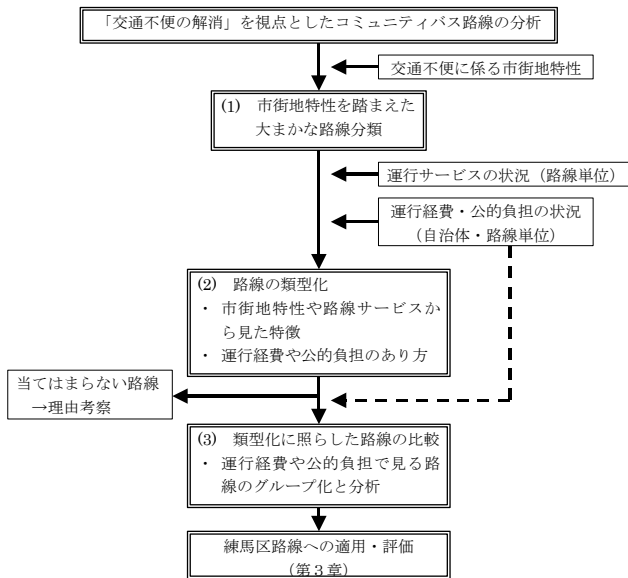 「交通不便の解消」を視点としたコミュニティバス路線の分析
交通不便に係る市街地特性
(1) 市街地特性を踏まえた
大まかな路線分類
運行サービスの状況（路線単位）
運行経費・公的負担の状況
（自治体・路線単位）
(2) 路線の類型化
・ 市街地特性や路線サービスか
ら見た特徴
・ 運行経費や公的負担のあり方
当てはまらない路線
→理由考察
(3) 類型化に照らした路線の比較
・ 運行経費や公的負担で見る路
線のグループ化と分析
練馬区路線への適用・評価
（第３章）